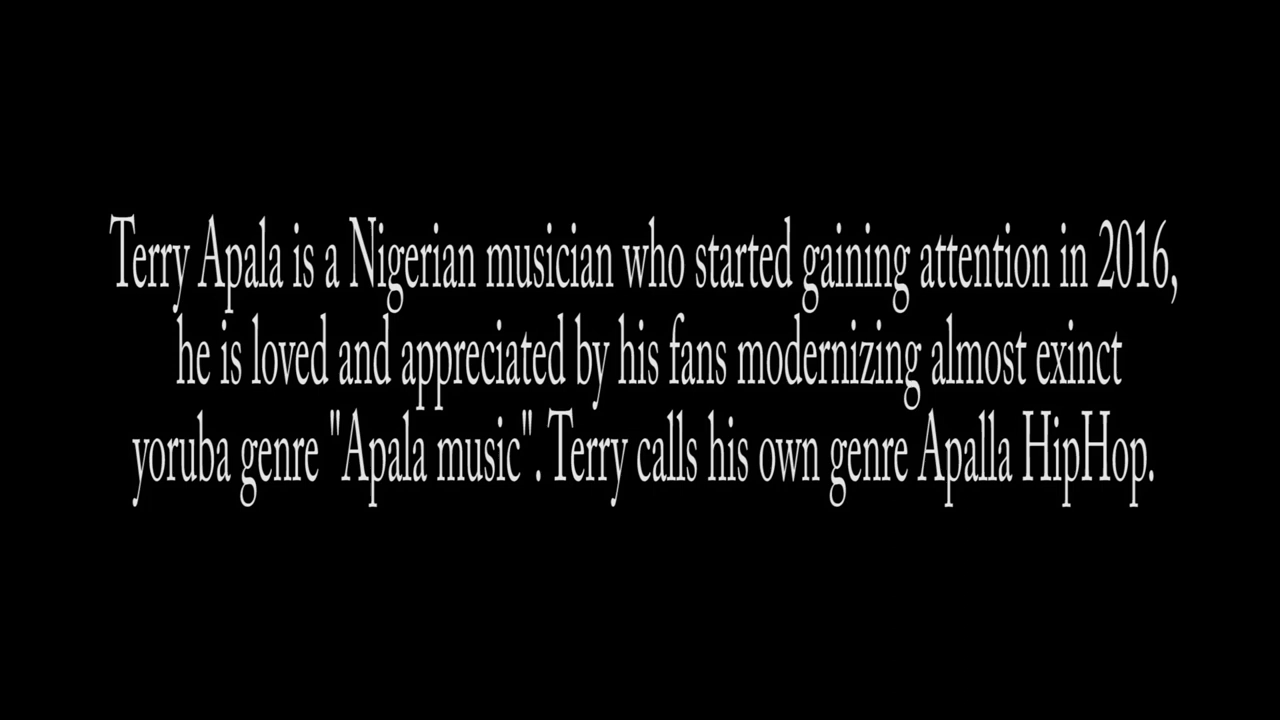 Terry Apala is a Nigerian musician who started gaining attention in 2016,
he is loved and appreciated by his fans modernizing almost exinct
yoruba genre "Apala music". Terry calls his own genre Apalla HipHop.